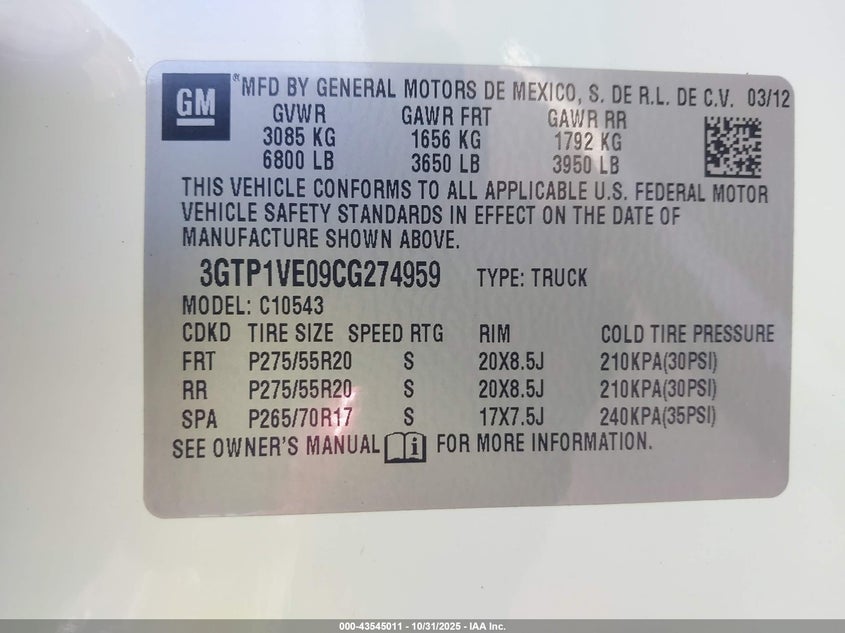 GM ® MFD BY GENERAL MOTORS DE MEXICO, S. DE R.L. DE C.V. 03/12
GVWR GAWR FRT GAWR RR
3085 KG 1656 KG 1792 KG
6800 LB 3650 LB 3950 LB
THIS VEHICLE CONFORMS TO ALL APPLICABLE U.S. FEDERAL MOTOR
VEHICLE SAFETY STANDARDS IN EFFECT ON THE DATE OF
MANUFACTURE SHOWN ABOVE.
3GTP1VE09CG274959 TYPE: TRUCK
MODEL: C10543
CDKD TIRE SIZE SPEED RTG RIM COLD TIRE PRESSURE
FRT P275/55R20 S 20X8.5J 210KPA(30PSI)
RR P275/55R20 S 20X8.5J 210KPA(30PSI)
SPA P265/70R17 S 17X7.5J 240KPA(35PSI)
SEE OWNER'S MANUAL i FOR MORE INFORMATION.
000-43545011 - 10/31/2025 - IAA Inc.